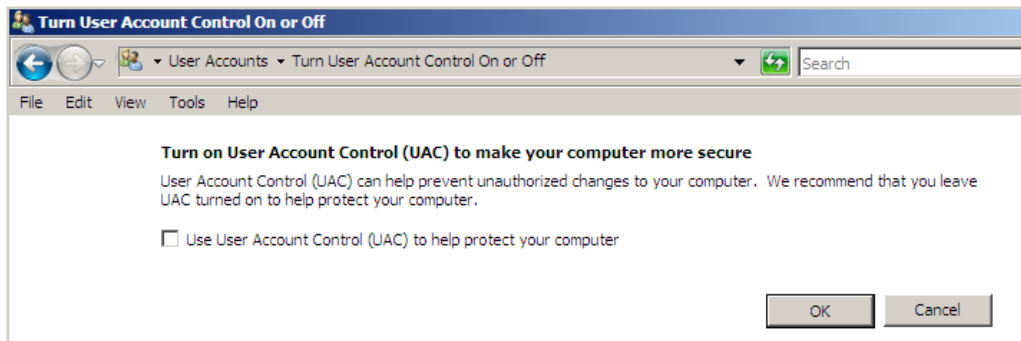 Turn User Account Control On or Off
User Accounts Turn User Account Control On or Off Search
File Edit View Tools Help
Turn on User Account Control (UAC) to make your computer more secure
User Account Control (UAC) can help prevent unauthorized changes to your computer. We recommend that you leave
UAC turned on to help protect your computer.
Use User Account Control (UAC) to help protect your computer
OK Cancel